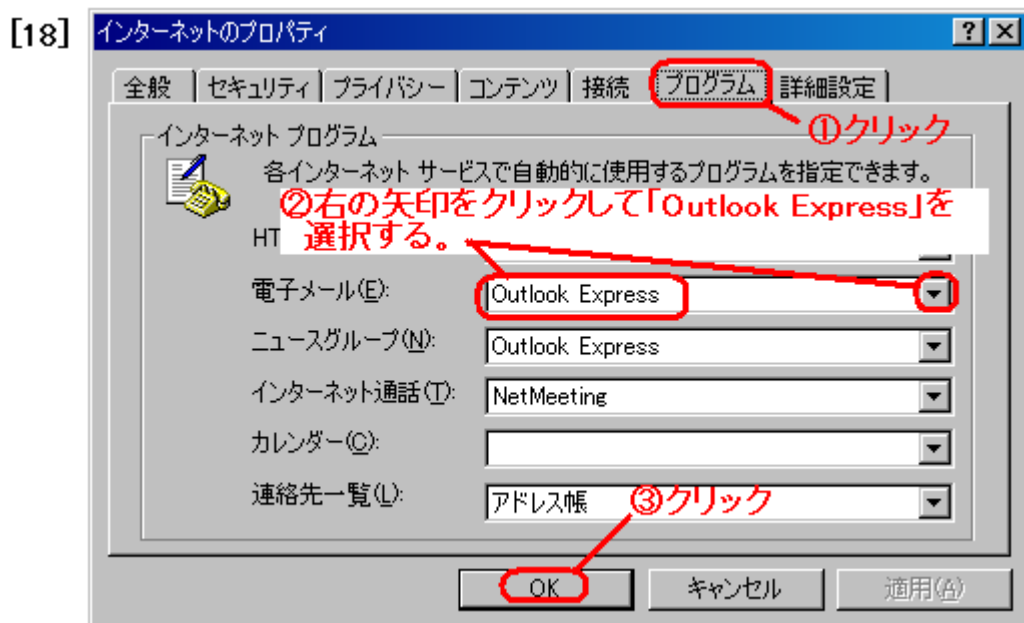 [18]
インターネットのプロパティ
全般 セキュリティ プライバシー コンテンツ 接続 プログラム 詳細設定
①クリック
インターネット プログラム
各インターネット サービスで自動的に使用するプログラムを指定できます。
②右の矢印をクリックして「Outlook Express」を
選択する。
HT
電子メール(E): Outlook Express
ニュースグループ(N): Outlook Express
インターネット通話(T): NetMeeting
カレンダー(C):
連絡先一覧(L): アドレス帳
③クリック
OK キャンセル 適用(A)